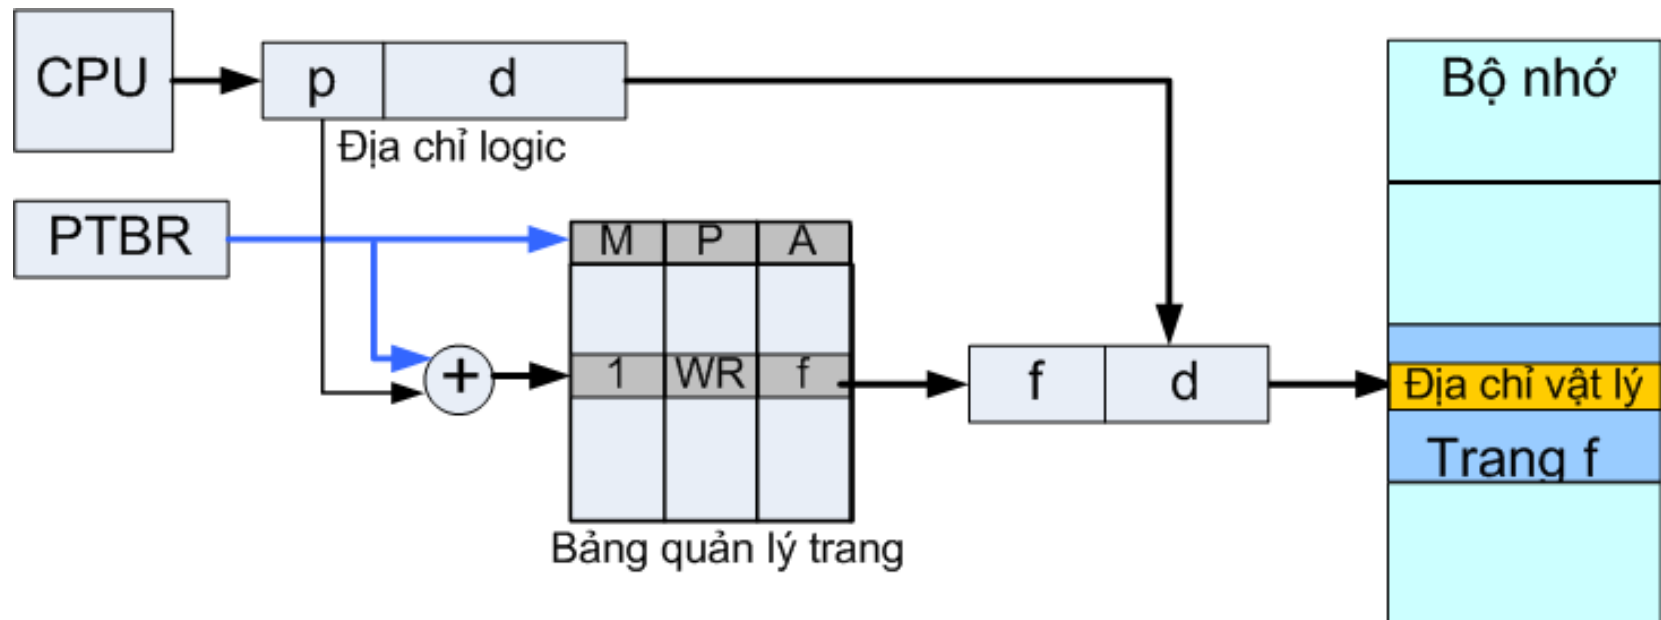 CPU
p d
Địa chỉ logic
Bộ nhớ
PTBR
M P A
+
1 WR f
f d
Địa chỉ vật lý
Trang f
Bảng quản lý trang